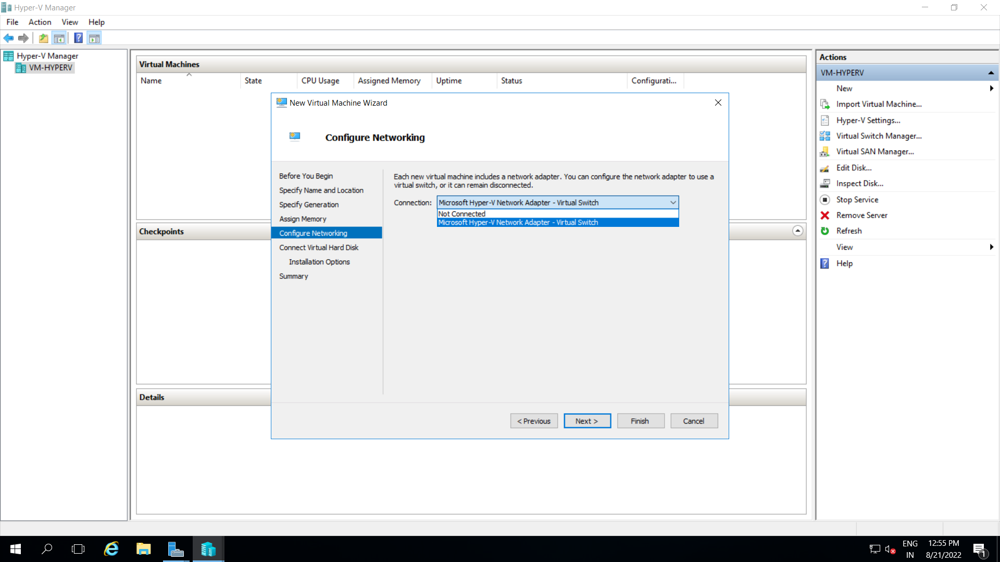 Hyper-V Manager
File Action View Help
Hyper-V Manager
VM-HYPERV
Virtual Machines
Name State CPU Usage Assigned Memory Uptime Status Configurati...
New Virtual Machine Wizard
Configure Networking
Before You Begin
Specify Name and Location
Specify Generation
Assign Memory
Configure Networking
Connect Virtual Hard Disk
Installation Options
Summary
Each new virtual machine includes a network adapter. You can configure the network adapter to use a
virtual switch, or it can remain disconnected.
Connection: Microsoft Hyper-V Network Adapter - Virtual Switch
Not Connected
Microsoft Hyper-V Network Adapter - Virtual Switch
< Previous Next > Finish Cancel
Checkpoints
Details
Actions
VM-HYPERV
New
Import Virtual Machine...
Hyper-V Settings...
Virtual Switch Manager...
Virtual SAN Manager...
Edit Disk...
Inspect Disk...
Stop Service
Remove Server
Refresh
View
Help
ENG
IN
12:55 PM
8/21/2022
1